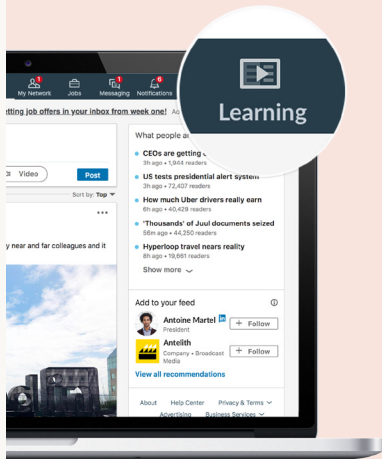 1
1
6
My Network
Jobs
Messaging
Notifications
Learning
etting job offers in your inbox from week one!
What people a
CEOs are getting
3h ago • 1,944 readers
Video
Post
US tests presidential alert system
3h ago • 72,407 readers
Sort by: Top
How much Uber drivers really earn
6h ago • 40,429 readers
'Thousands' of Juul documents seized
56m ago • 44,250 readers
y near and far colleagues and it
Hyperloop travel nears reality
8h ago • 19,661 readers
Show more
Add to your feed
Antoine Martel in
President
+ Follow
Antelith
Company • Broadcast
Media
+ Follow
View all recommendations
About Help Center Privacy & Terms
Advertising Business Services